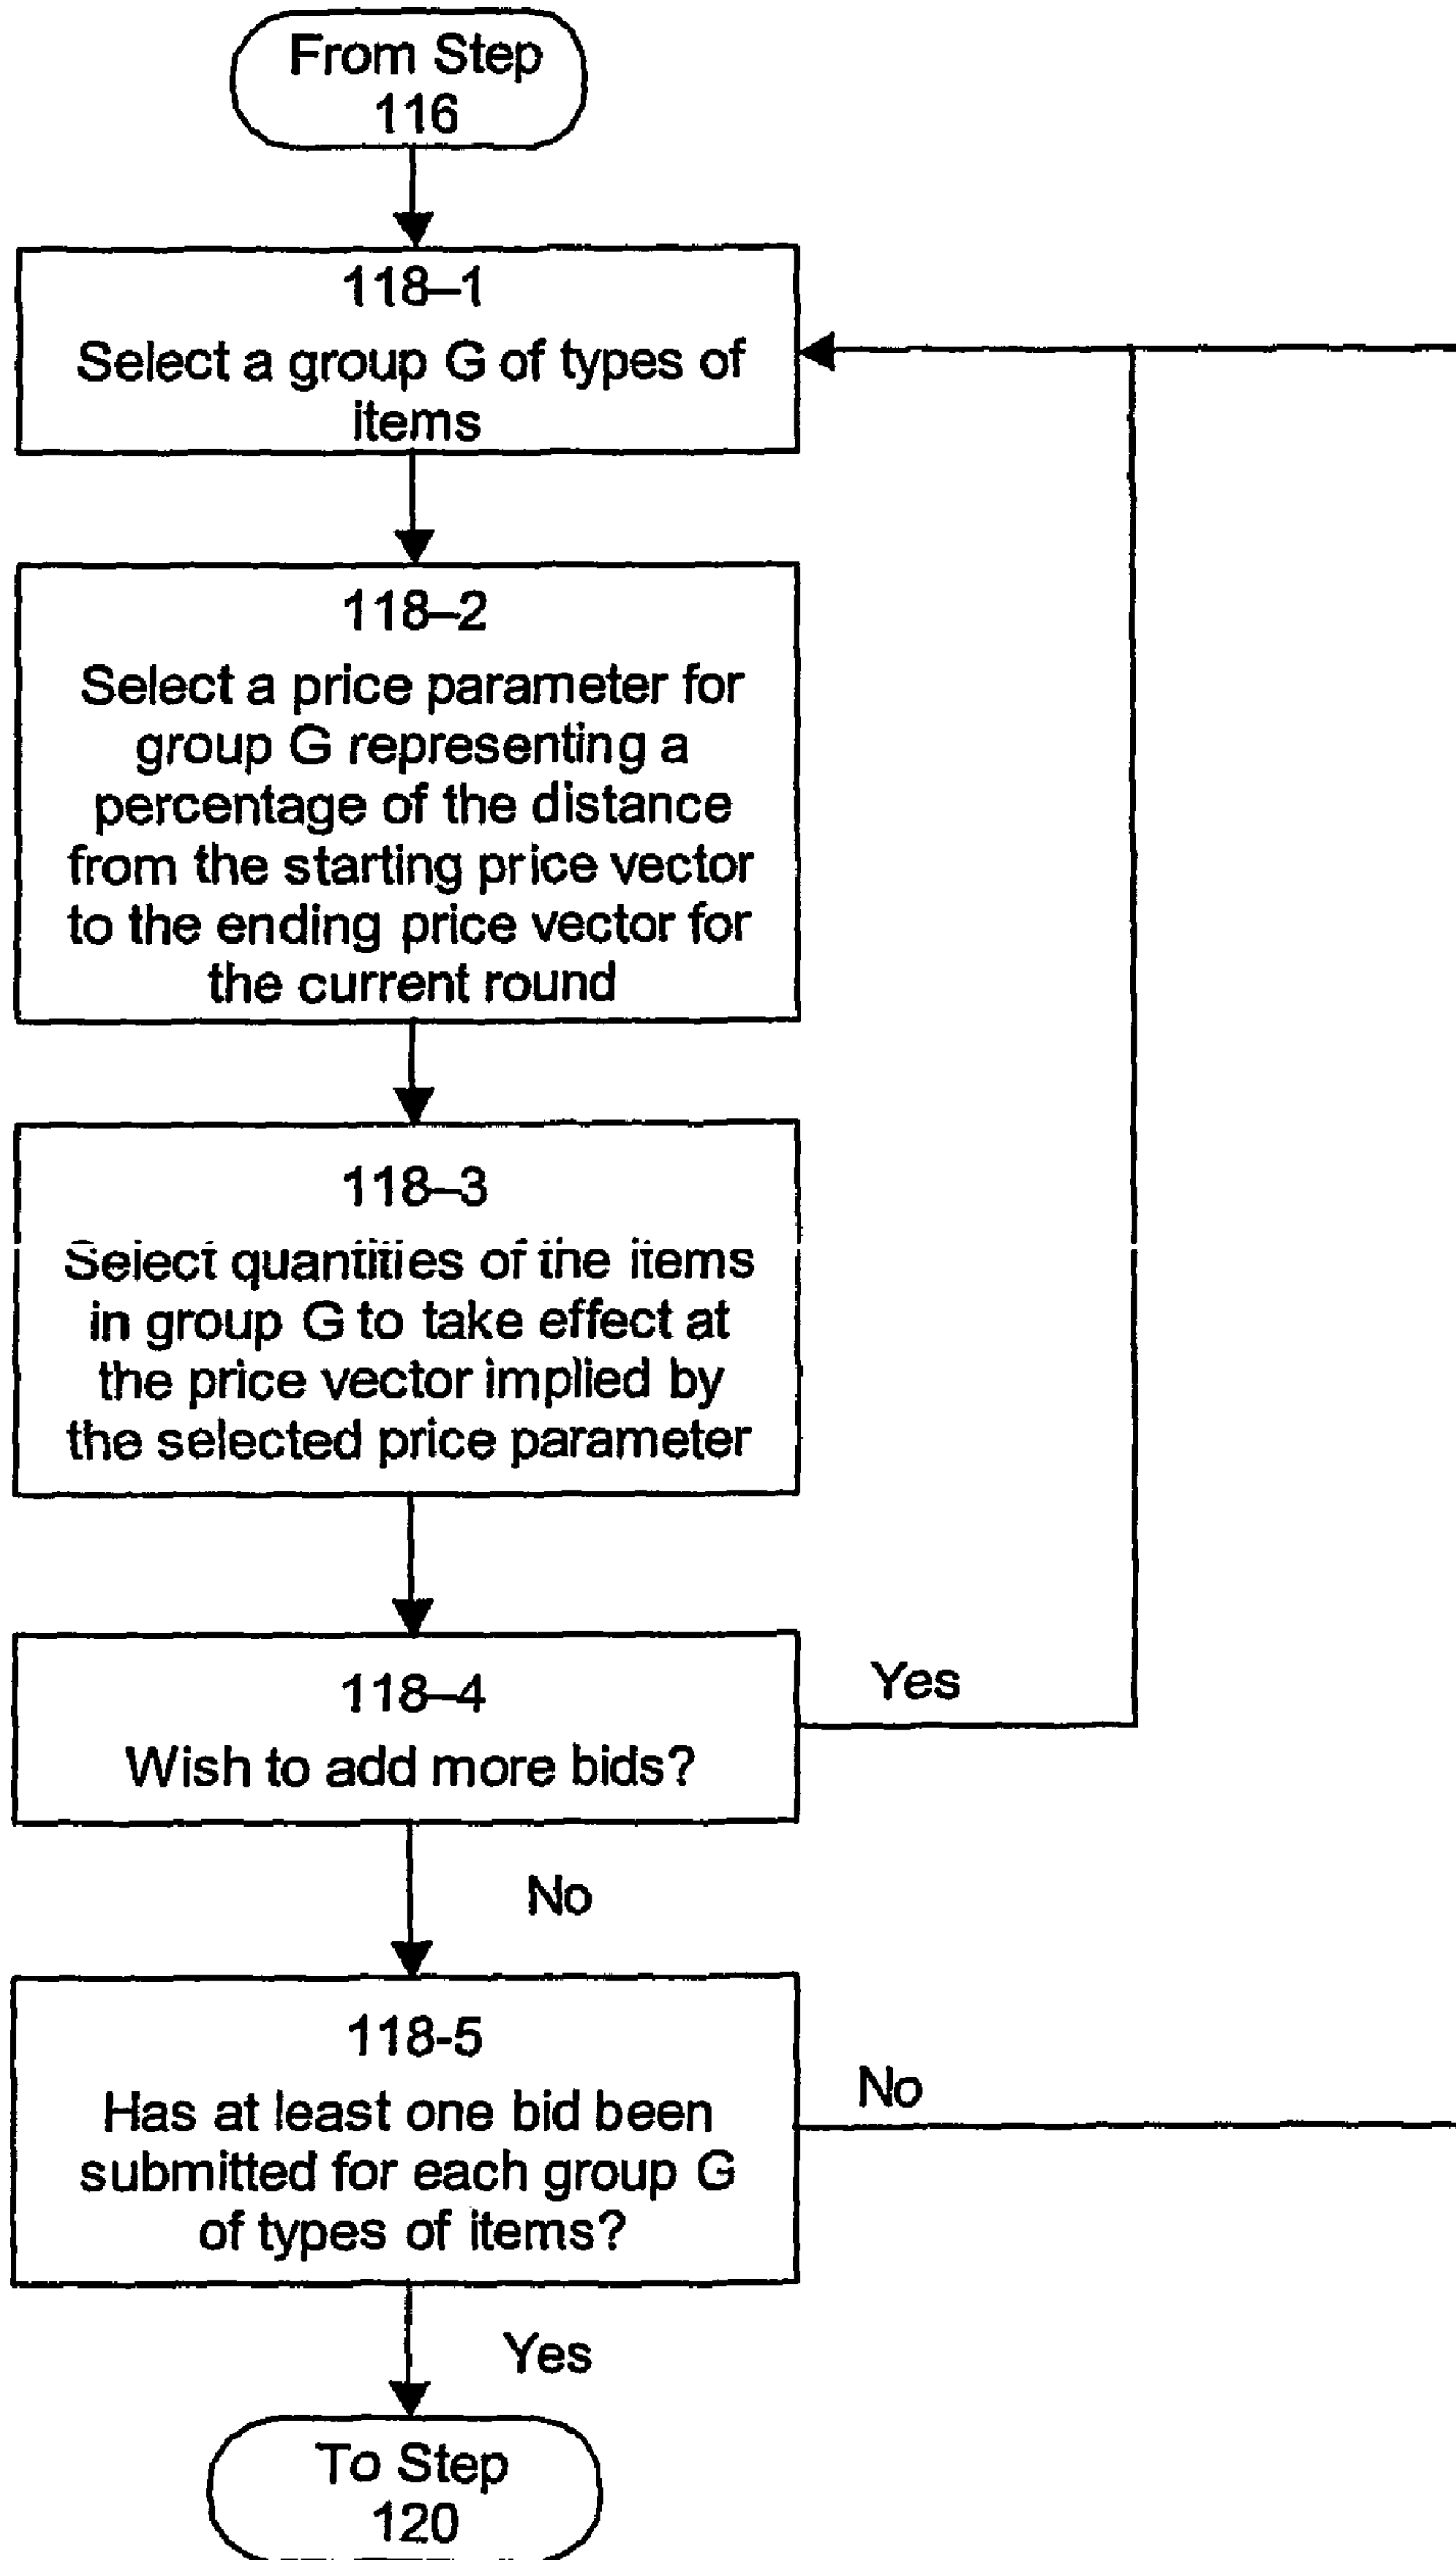 From Step
116
118–1
Select a group G of types of
items
118–2
Select a price parameter for
group G representing a
percentage of the distance
from the starting price vector
to the ending price vector for
the current round
118–3
Select quantities of the items
in group G to take effect at
the price vector implied by
the selected price parameter
118–4
Yes
Wish to add more bids?
No
118-5
No
Has at least one bid been
submitted for each group G
of types of items?
Yes
To Step
120